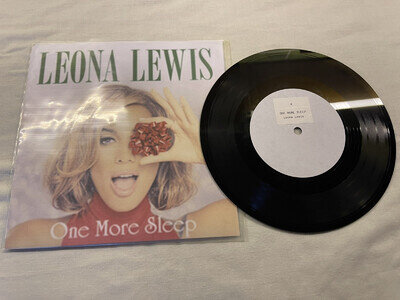 LEONA LEWIS
One More Sleep
A
ONE MORE SLEEP
LEONA LEWIS